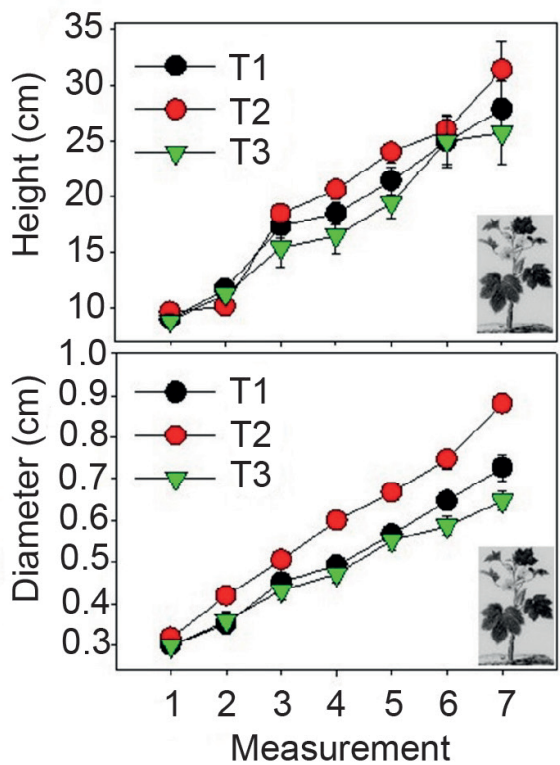 Height (cm)
35
30
25
20
15
10
T1
T2
T3
Diameter (cm)
1.0
0.9
0.8
0.7
0.6
0.5
0.4
0.3
T1
T2
T3
1 2 3 4 5 6 7
Measurement